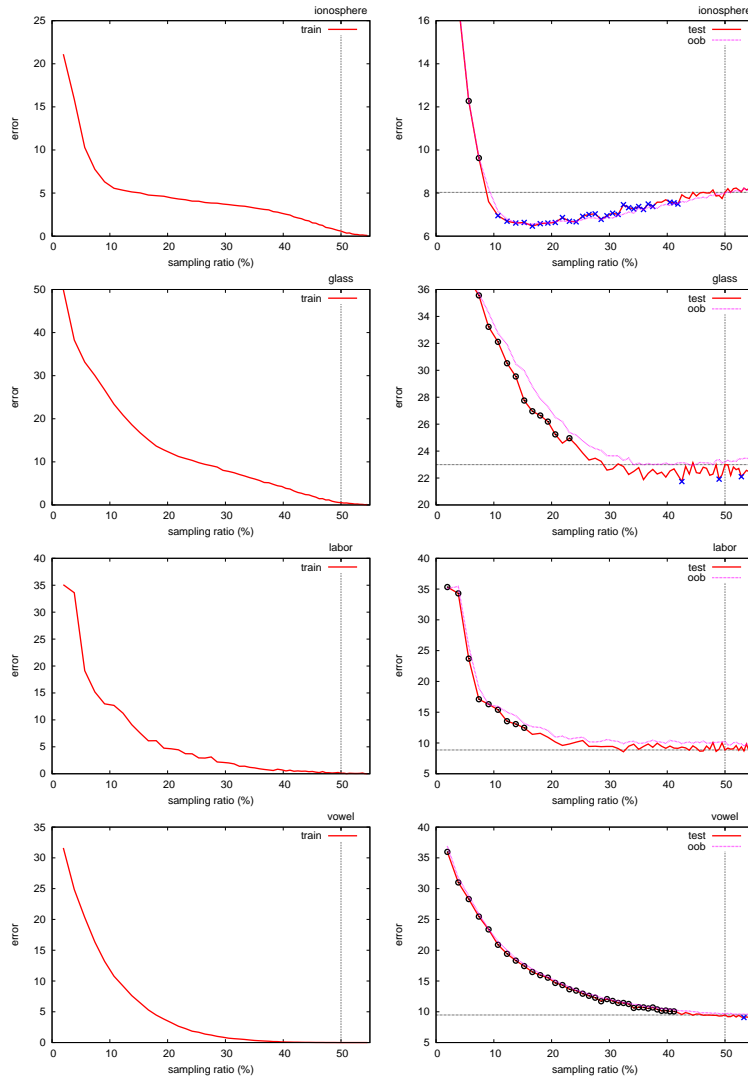 ionosphere
train
25
20
15
10
5
0
error
0 10 20 30 40 50
sampling ratio (%)
ionosphere
test
oob
16
14
12
10
8
6
error
0 10 20 30 40 50
sampling ratio (%)
glass
train
50
40
30
20
10
0
error
0 10 20 30 40 50
sampling ratio (%)
glass
test
oob
36
34
32
30
28
26
24
22
20
error
0 10 20 30 40 50
sampling ratio (%)
labor
train
40
35
30
25
20
15
10
5
0
error
0 10 20 30 40 50
sampling ratio (%)
labor
test
oob
40
35
30
25
20
15
10
5
error
0 10 20 30 40 50
sampling ratio (%)
vowel
train
35
30
25
20
15
10
5
0
error
0 10 20 30 40 50
sampling ratio (%)
vowel
test
oob
40
35
30
25
20
15
10
5
error
0 10 20 30 40 50
sampling ratio (%)